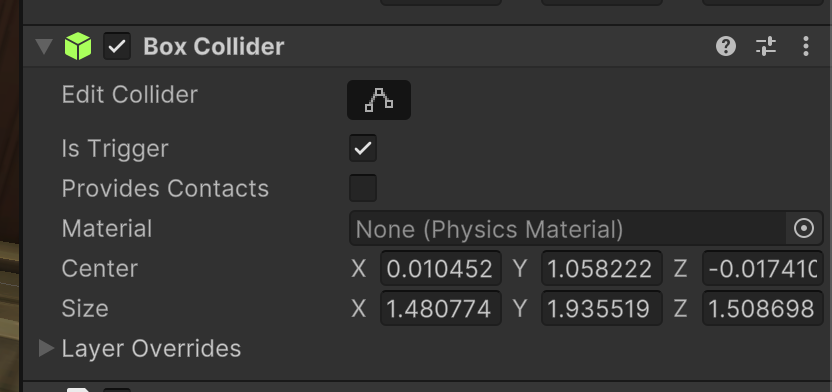 Box Collider
Edit Collider
Is Trigger
Provides Contacts
Material None (Physics Material)
Center X 0.010452 Y 1.058222 Z -0.017410
Size X 1.480774 Y 1.935519 Z 1.508698
Layer Overrides